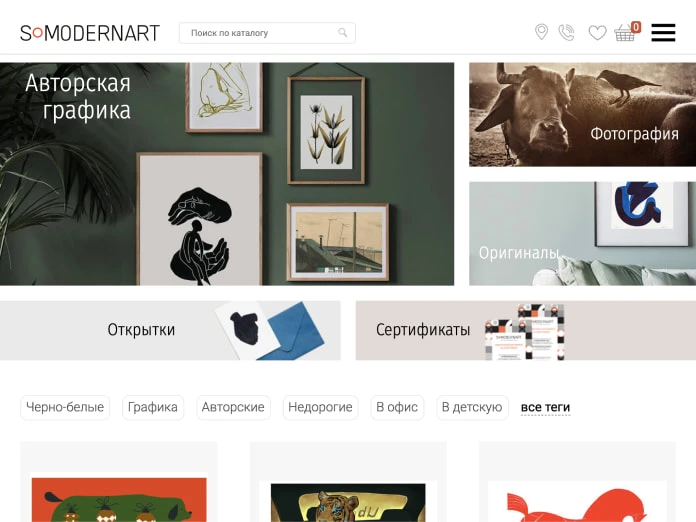 SOMODERNART
Поиск по каталогу
0
Авторская
графика
Фотография
Оригиналы
Открытки
Сертификаты
SOMODERNART
Черно-белые
Графика
Авторские
Недорогие
В офис
В детскую
все теги